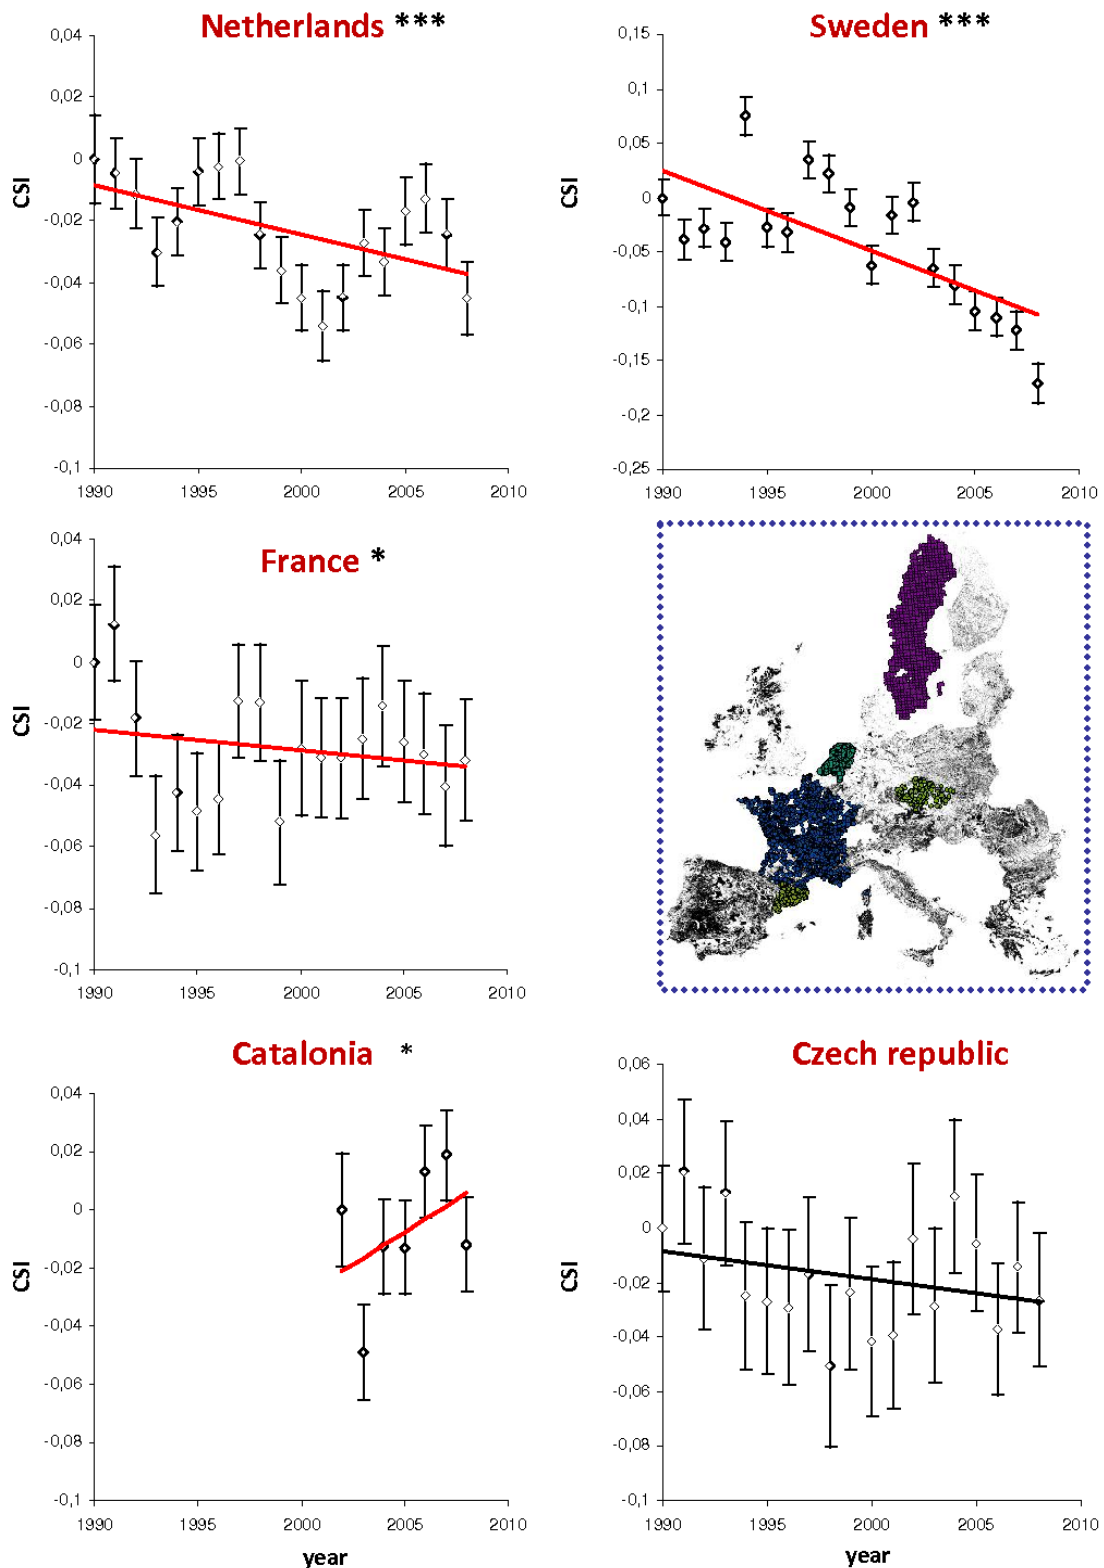 Netherlands ***
0,04
0,02
0
-0,02
-0,04
-0,06
-0,08
-0,1
CSI
1990 1995 2000 2005 2010
Sweden ***
0,15
0,1
0,05
0
-0,05
-0,1
-0,15
-0,2
-0,25
CSI
1990 1995 2000 2005 2010
France *
0,04
0,02
0
-0,02
-0,04
-0,06
-0,08
-0,1
CSI
1990 1995 2000 2005 2010
Catalonia *
0,04
0,02
0
-0,02
-0,04
-0,06
-0,08
-0,1
CSI
1990 1995 2000 2005 2010
year
Czech republic
0,06
0,04
0,02
0
-0,02
-0,04
-0,06
-0,08
-0,1
CSI
1990 1995 2000 2005 2010
year